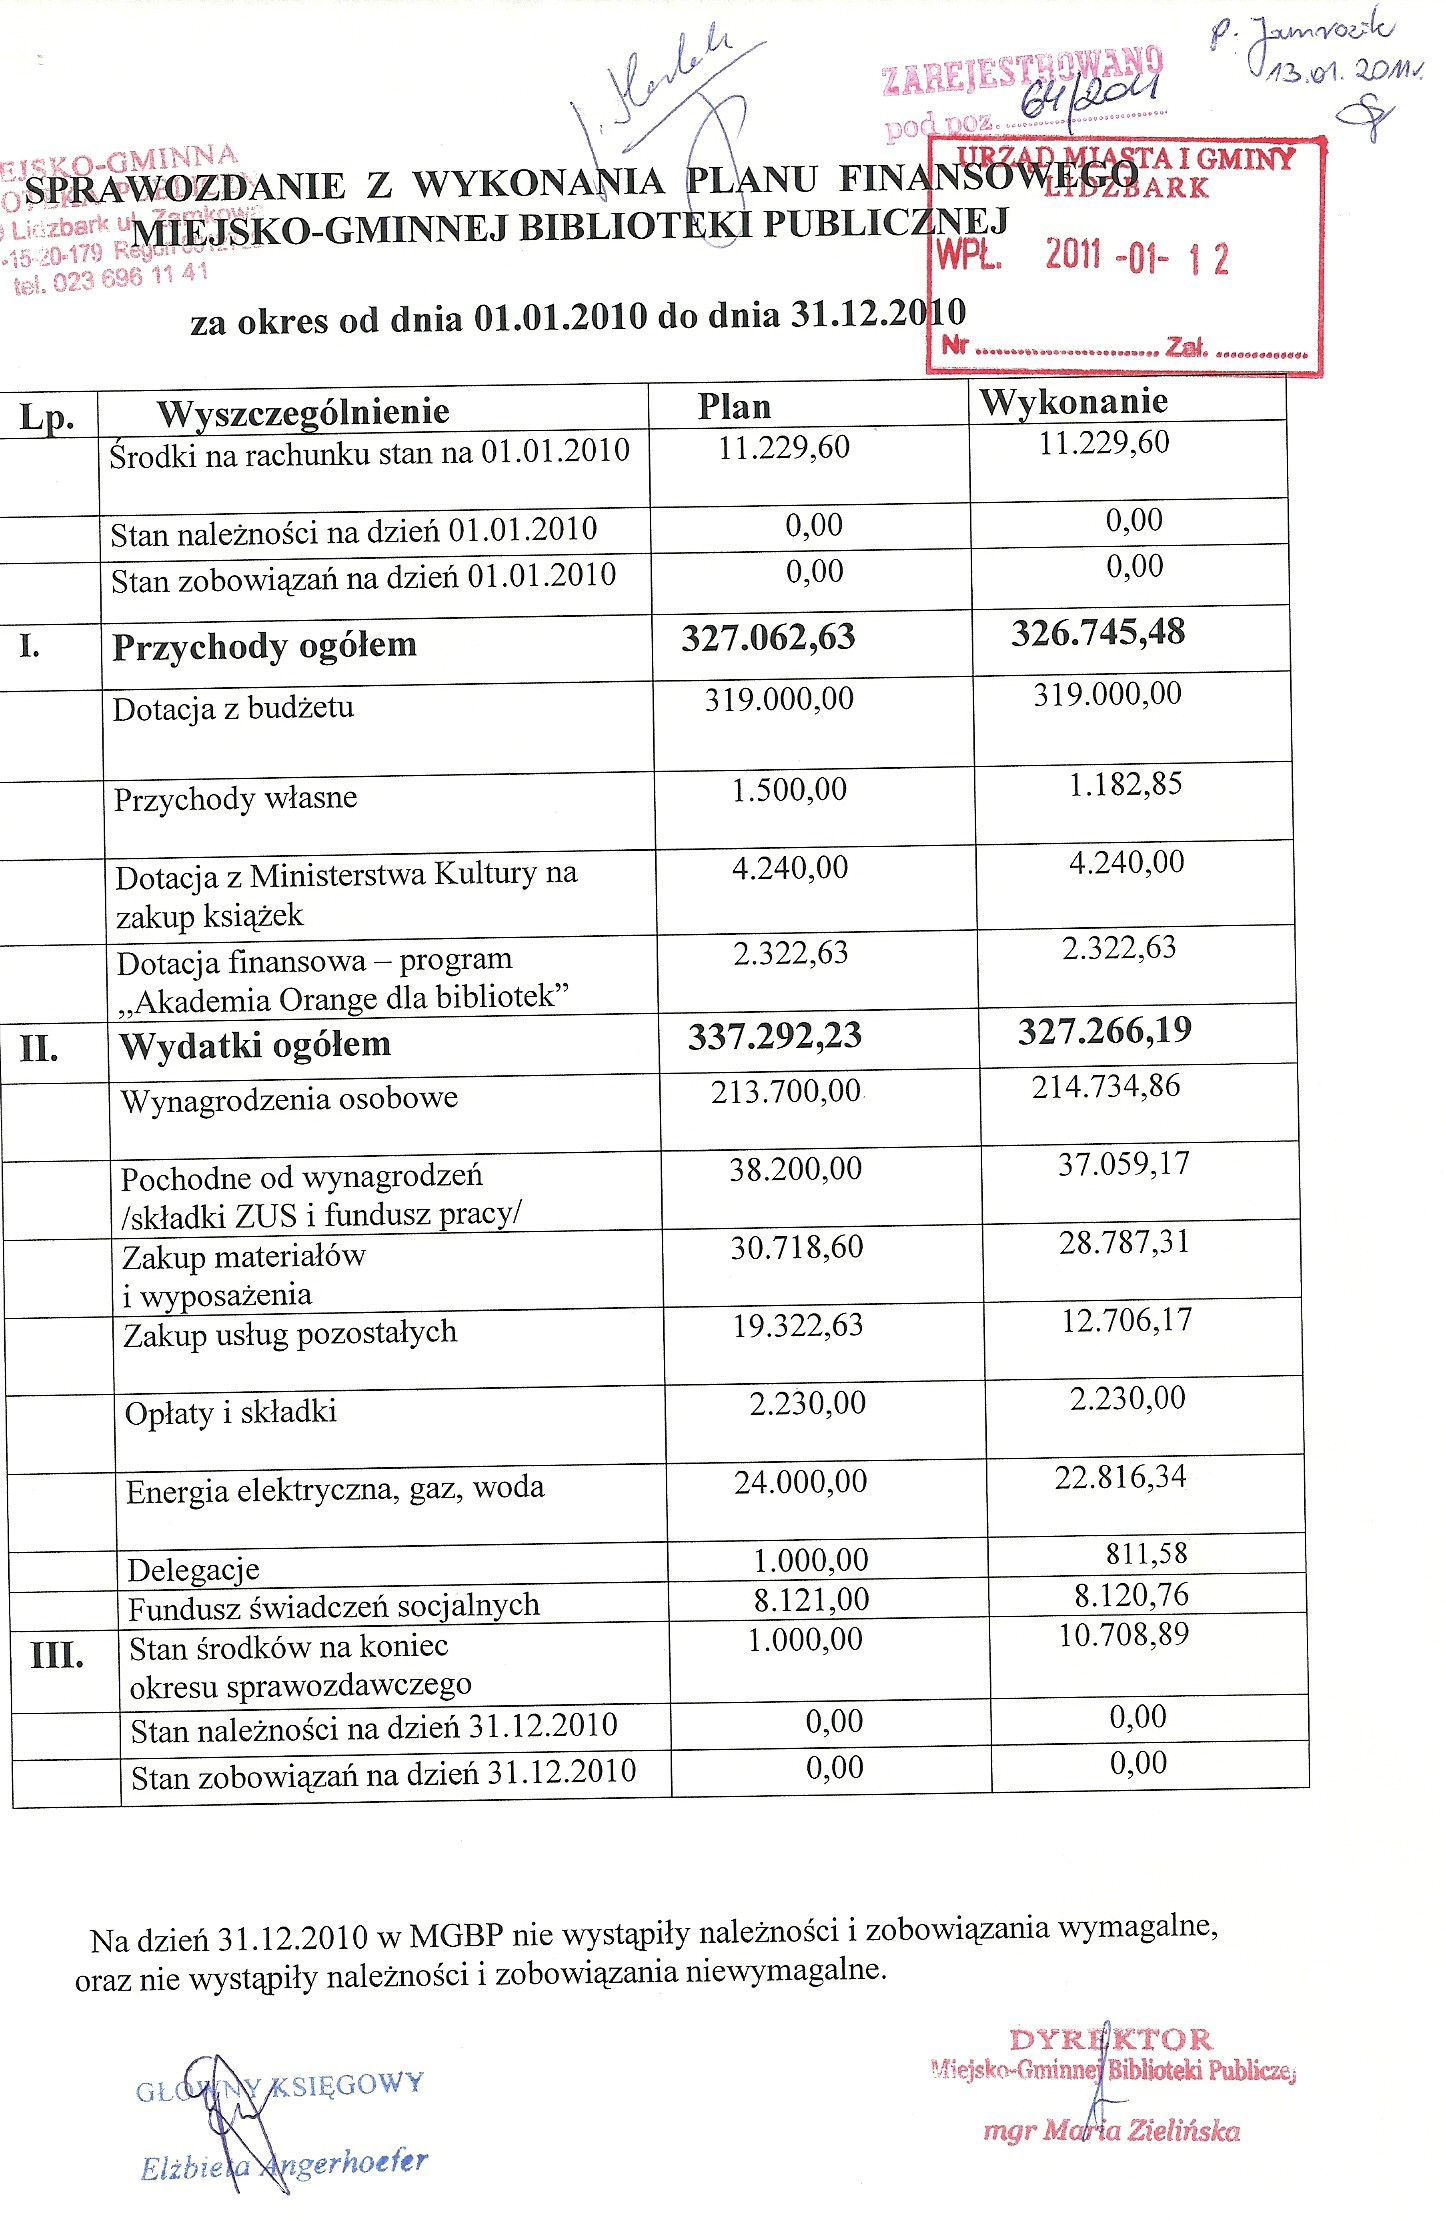 P. Jamrozik
13.01.2011r.
ZAREJESTROWANO
pod poz. 64/2011
EJSKO-GMINNA
Lidzbark ul. Zamkowa
-15-20-179 Regon
tel. 023 696 11 41
URZĄD MIASTA I GMINY
LIDZBARK
WPŁ. 2011 -01- 12
Nr .......................... Zał. .............
SPRAWOZDANIE Z WYKONANIA PLANU FINANSOWEGO
MIEJSKO-GMINNEJ BIBLIOTEKI PUBLICZNEJ
za okres od dnia 01.01.2010 do dnia 31.12.2010
Lp. Wyszczególnienie Plan Wykonanie
Środki na rachunku stan na 01.01.2010 11.229,60 11.229,60
Stan należności na dzień 01.01.2010 0,00 0,00
Stan zobowiązań na dzień 01.01.2010 0,00 0,00
I. Przychody ogółem 327.062,63 326.745,48
Dotacja z budżetu 319.000,00 319.000,00
Przychody własne 1.500,00 1.182,85
Dotacja z Ministerstwa Kultury na 4.240,00 4.240,00
zakup książek
Dotacja finansowa – program 2.322,63 2.322,63
„Akademia Orange dla bibliotek”
II. Wydatki ogółem 337.292,23 327.266,19
Wynagrodzenia osobowe 213.700,00 214.734,86
Pochodne od wynagrodzeń 38.200,00 37.059,17
/składki ZUS i fundusz pracy/
Zakup materiałów 30.718,60 28.787,31
i wyposażenia
Zakup usług pozostałych 19.322,63 12.706,17
Opłaty i składki 2.230,00 2.230,00
Energia elektryczna, gaz, woda 24.000,00 22.816,34
Delegacje 1.000,00 811,58
Fundusz świadczeń socjalnych 8.121,00 8.120,76
III. Stan środków na koniec 1.000,00 10.708,89
okresu sprawozdawczego
Stan należności na dzień 31.12.2010 0,00 0,00
Stan zobowiązań na dzień 31.12.2010 0,00 0,00
Na dzień 31.12.2010 w MGBP nie wystąpiły należności i zobowiązania wymagalne,
oraz nie wystąpiły należności i zobowiązania niewymagalne.
GŁÓWNY KSIĘGOWY
Elżbieta Angerhoefer
DYREKTOR
Miejsko-Gminnej Biblioteki Publiczej
mgr Maria Zielińska